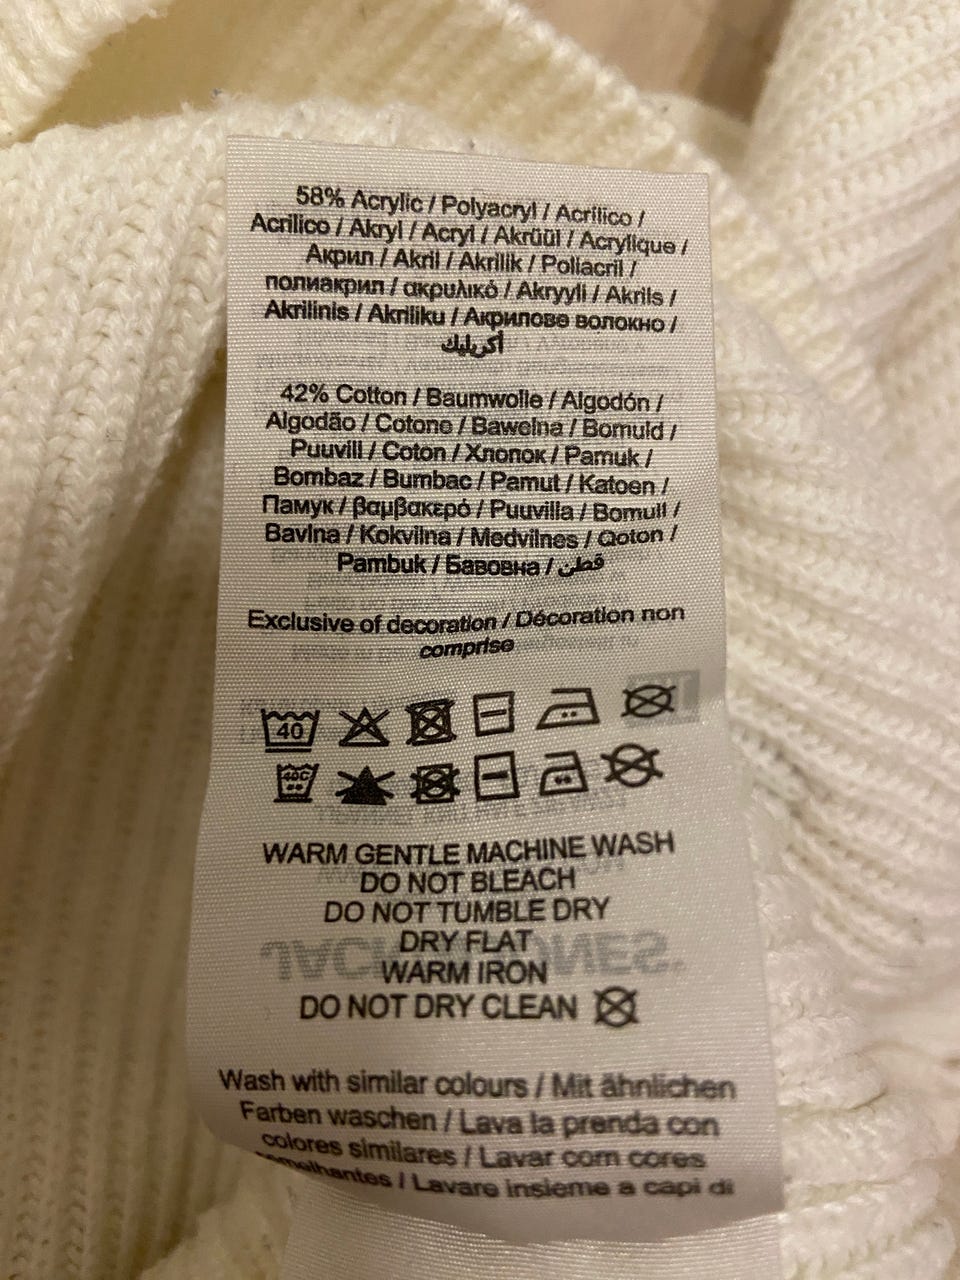 58% Acrylic / Polyacryl / Acrílico /
Acrilico / Akryl / Acryl / Akrüül / Acrylique /
Акрил / Akril / Akrilik / Poliacril /
полиакрил / ακρυλικό / Akryyli / Akrils /
Akrilinis / Akriliku / Акрилове волокно /
أكريليك
42% Cotton / Baumwolle / Algodón /
Algodão / Cotone / Bawełna / Bomuld /
Puuvill / Coton / Хлопок / Pamuk /
Bombaž / Bumbac / Pamut / Katoen /
Памук / βαμβακερό / Puuvilla / Bomull /
Bavlna / Kokvilna / Medvilnes / Qoton /
Pambuk / Бавовна / قطن
Exclusive of decoration / Décoration non
comprise
40
40C
WARM GENTLE MACHINE WASH
DO NOT BLEACH
DO NOT TUMBLE DRY
DRY FLAT
WARM IRON
DO NOT DRY CLEAN
Wash with similar colours / Mit ähnlichen
Farben waschen / Lava la prenda con
colores similares / Lavar com cores
semelhantes / Lavare insieme a capi di